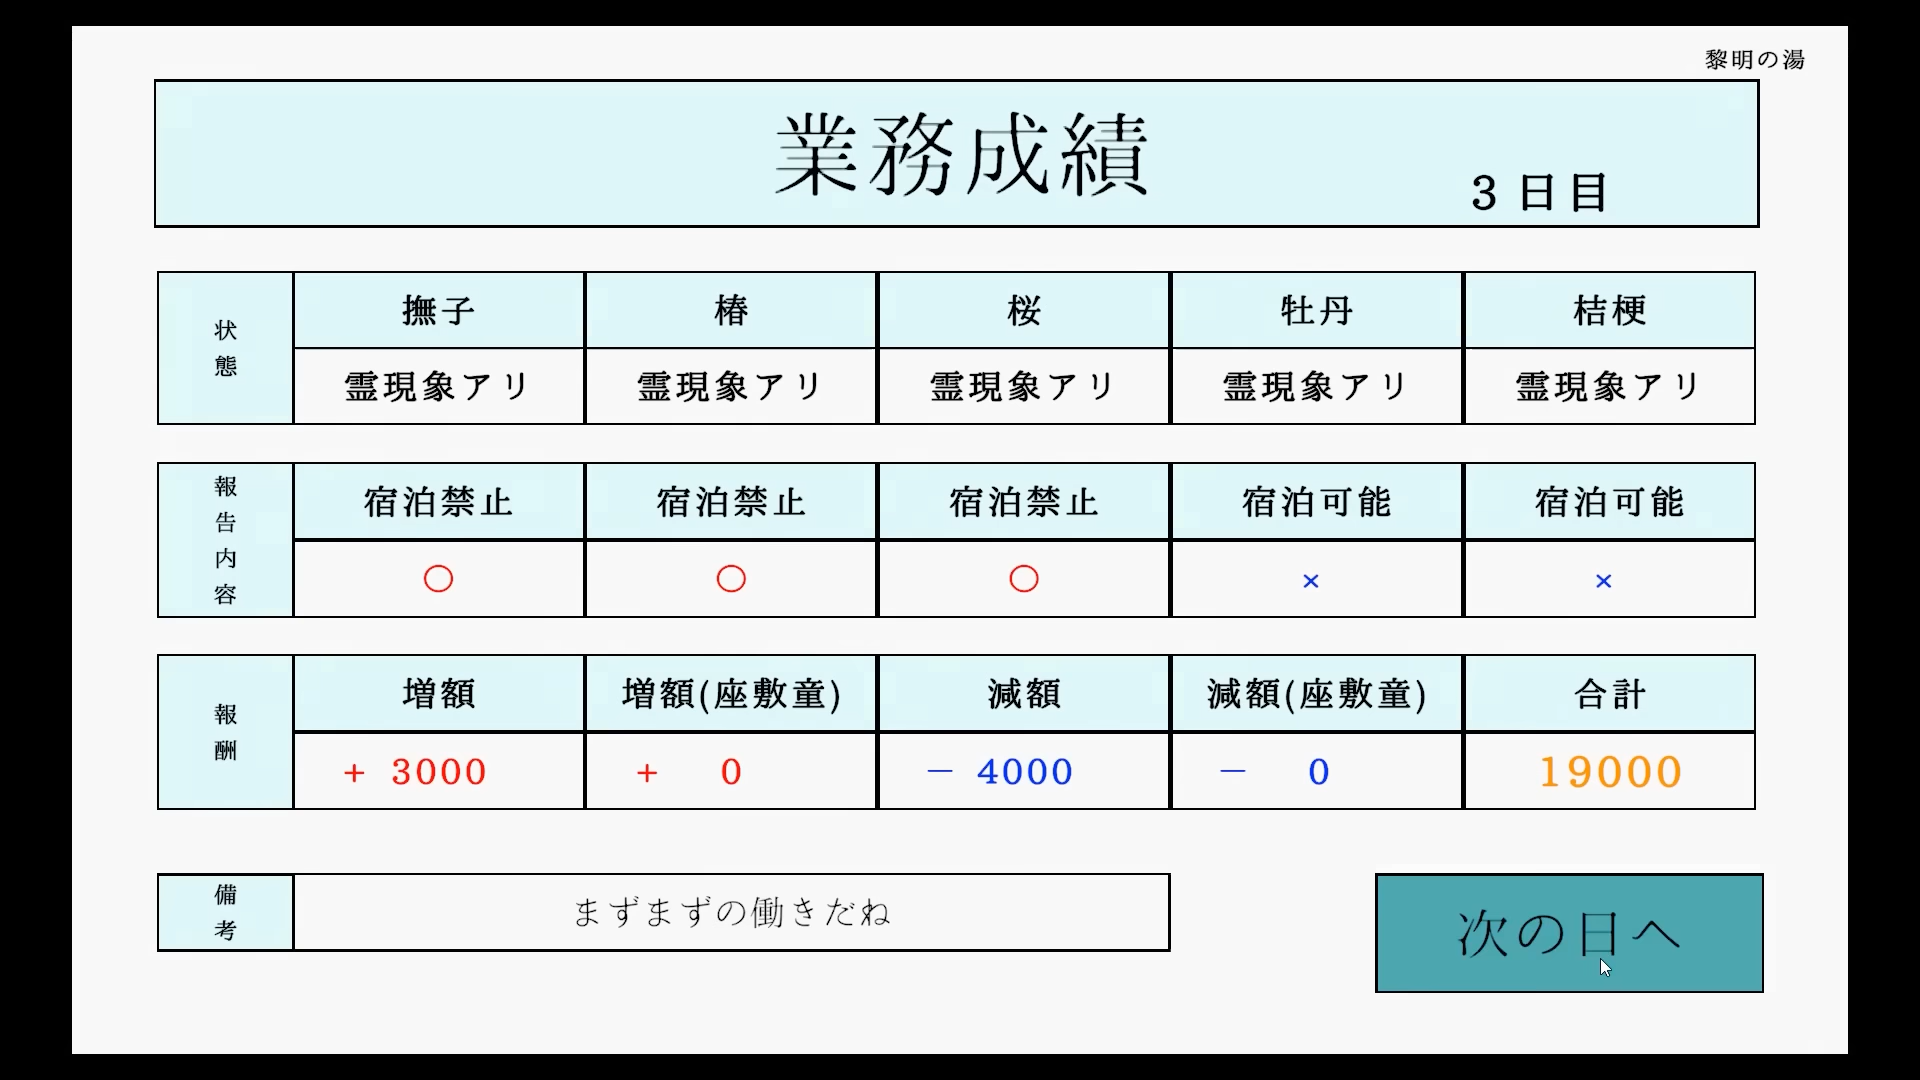 黎明の湯
業務成績
3日目
状態
撫子 椿 桜 牡丹 桔梗
霊現象アリ 霊現象アリ 霊現象アリ 霊現象アリ 霊現象アリ
報告内容
宿泊禁止 宿泊禁止 宿泊禁止 宿泊可能 宿泊可能
○ ○ ○ × ×
報酬
増額 増額(座敷童) 減額 減額(座敷童) 合計
+ 3000 + 0 － 4000 － 0 19000
備考
まずまずの働きだね
次の日へ